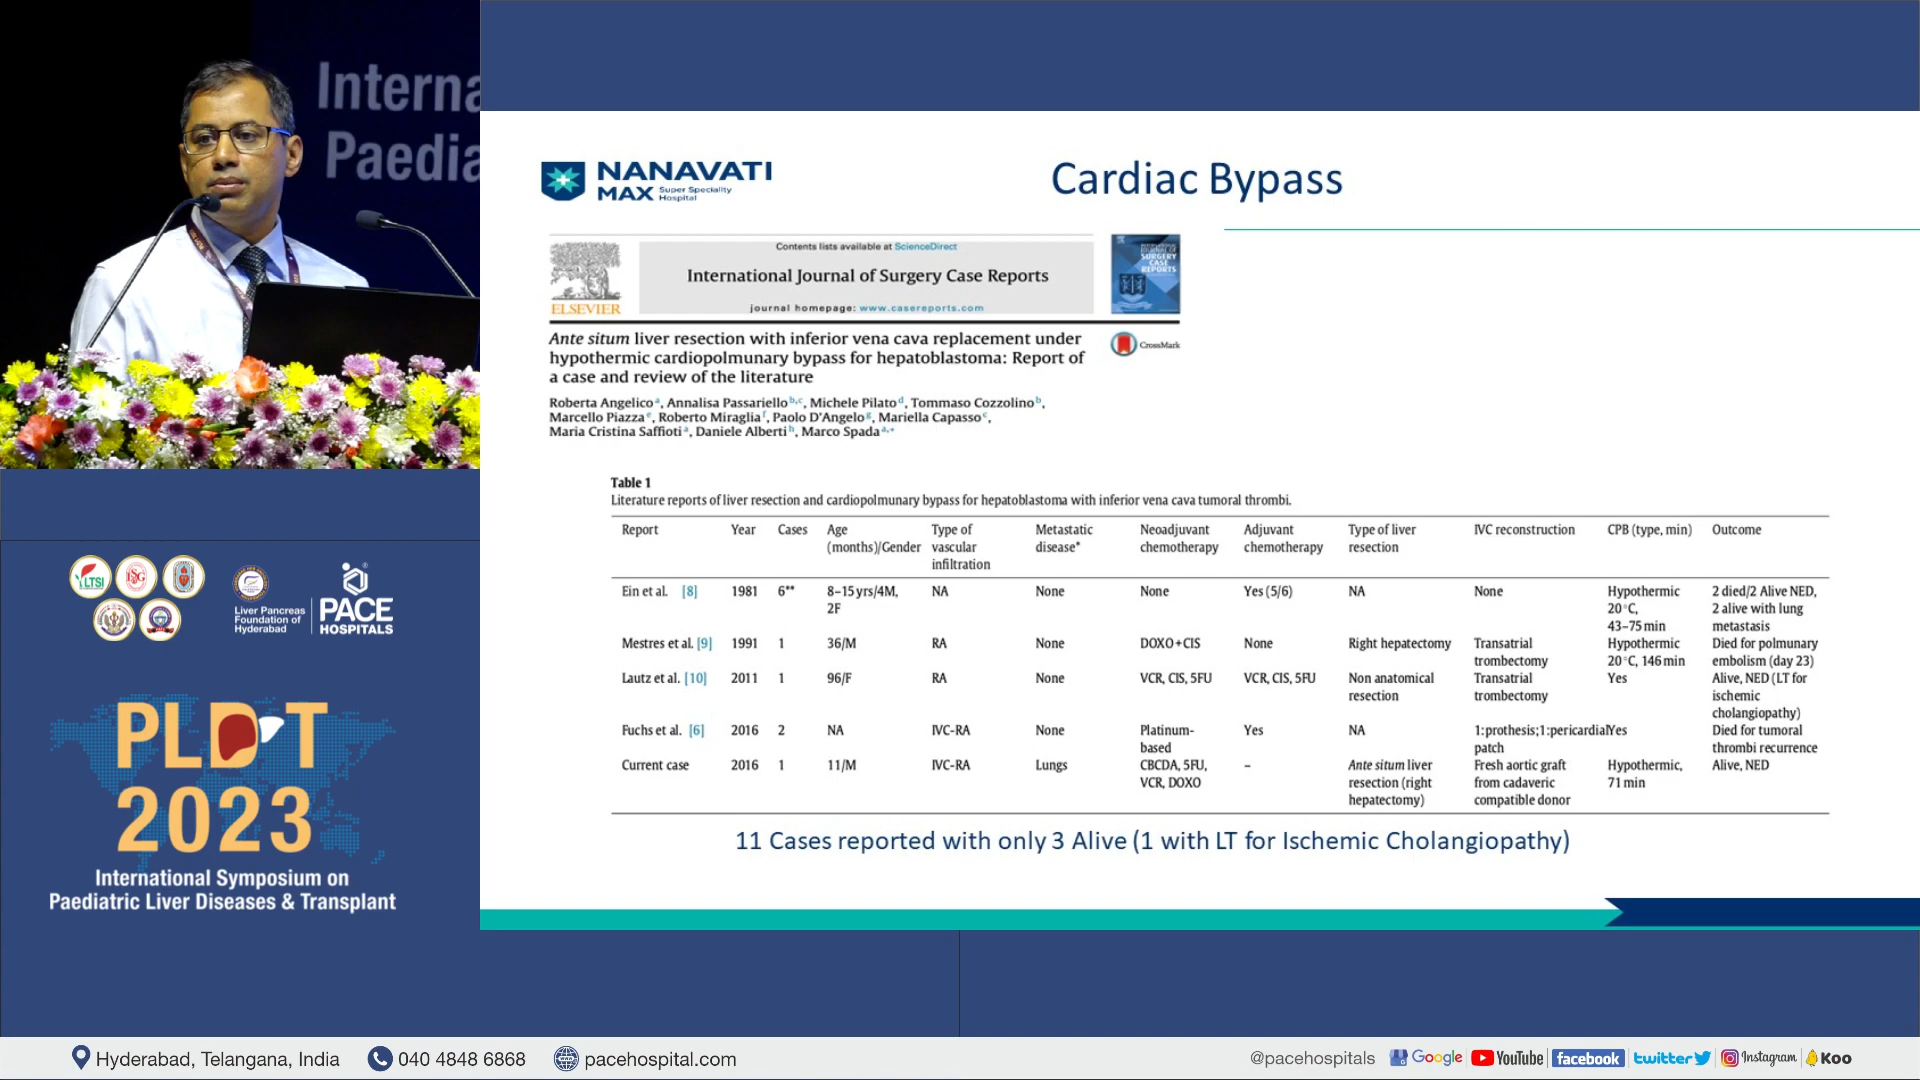 Interna
Paedia
NANAVATI
MAX Super Speciality
Hospital
Cardiac Bypass
Contents lists available at ScienceDirect
International Journal of Surgery Case Reports
journal homepage: www.casereports.com
ELSEVIER
INTERNATIONAL
JOURNAL OF
SURGERY
CASE
REPORTS
CrossMark
Ante situm liver resection with inferior vena cava replacement under
hypothermic cardiopolmunary bypass for hepatoblastoma: Report of
a case and review of the literature
Roberta Angelico a, Annalisa Passariello b,c, Michele Pilato d, Tommaso Cozzolino b,
Marcello Piazza e, Roberto Miraglia f, Paolo D'Angelo g, Mariella Capasso c,
Maria Cristina Saffioti a, Daniele Alberti h, Marco Spada a,*
Table 1
Literature reports of liver resection and cardiopolmunary bypass for hepatoblastoma with inferior vena cava tumoral thrombi.
Report Year Cases Age Type of Metastatic Neoadjuvant Adjuvant Type of liver IVC reconstruction CPB (type, min) Outcome
(months)/Gender vascular disease* chemotherapy chemotherapy resection
infiltration
Ein et al. [8] 1981 6** 8–15 yrs/4M, NA None None Yes (5/6) NA None Hypothermic 2 died/2 Alive NED,
2F 20°C, 2 alive with lung
43–75 min metastasis
Mestres et al. [9] 1991 1 36/M RA None DOXO+CIS None Right hepatectomy Transatrial Hypothermic Died for polmunary
trombectomy 20°C, 146 min embolism (day 23)
Lautz et al. [10] 2011 1 96/F RA None VCR, CIS, 5FU VCR, CIS, 5FU Non anatomical Transatrial Yes Alive, NED (LT for
resection trombectomy ischemic
cholangiopathy)
Fuchs et al. [6] 2016 2 NA IVC-RA None Platinum- Yes NA 1:prothesis;1:pericardial Yes Died for tumoral
based patch thrombi recurrence
Current case 2016 1 11/M IVC-RA Lungs CBCDA, 5FU, – Ante situm liver Fresh aortic graft Hypothermic, Alive, NED
VCR, DOXO resection (right from cadaveric 71 min
hepatectomy) compatible donor
11 Cases reported with only 3 Alive (1 with LT for Ischemic Cholangiopathy)
LTSI
Liver Pancreas
Foundation of
Hyderabad
PACE
HOSPITALS
PLDT
2023
International Symposium on
Paediatric Liver Diseases & Transplant
Hyderabad, Telangana, India 040 4848 6868 pacehospital.com
@pacehospitals Google YouTube facebook twitter Instagram Koo